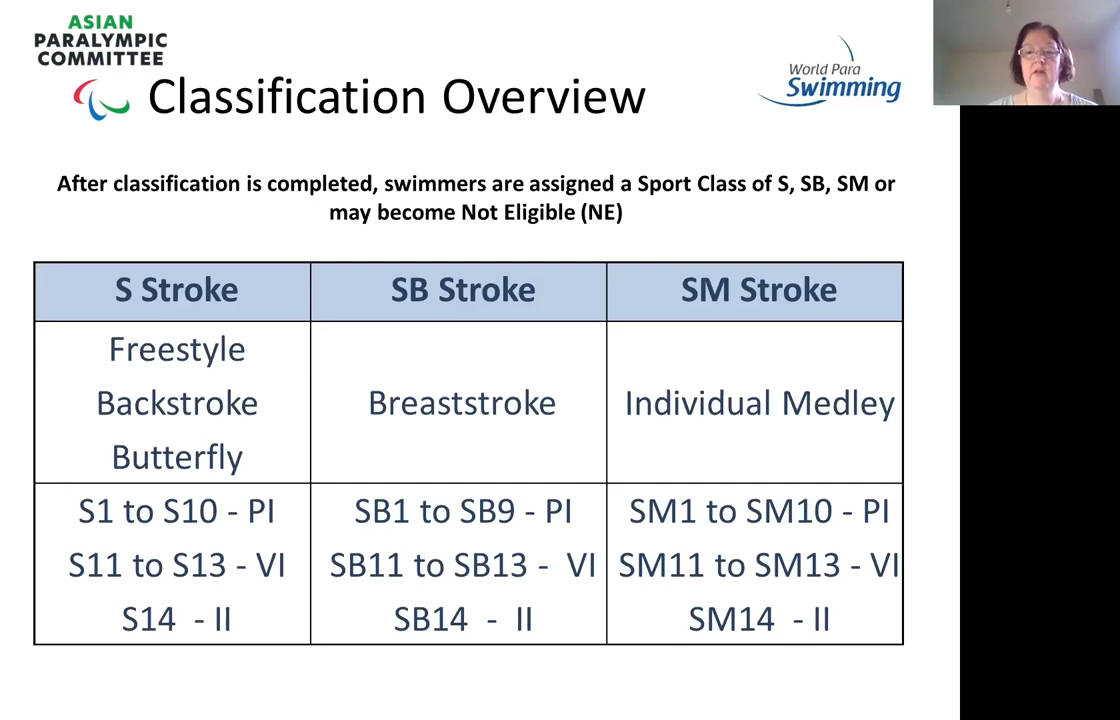 ASIAN
PARALYMPIC
COMMITTEE
Classification Overview
World Para
Swimming
After classification is completed, swimmers are assigned a Sport Class of S, SB, SM or
may become Not Eligible (NE)
S Stroke
SB Stroke
SM Stroke
Freestyle
Backstroke
Butterfly
Breaststroke
Individual Medley
S1 to S10 - PI
SB1 to SB9 - PI
SM1 to SM10 - PI
S11 to S13 - VI
SB11 to SB13 - VI
SM11 to SM13 - VI
S14 - II
SB14 - II
SM14 - II